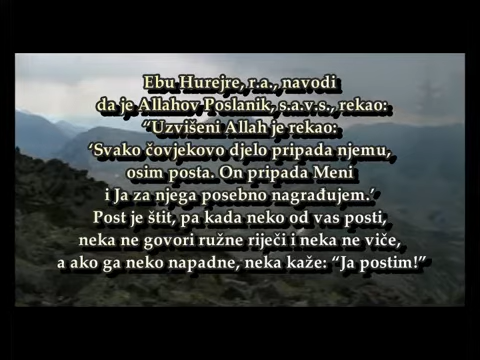 Ebu Hurejre, r.a., navodi
da je Allahov Poslanik, s.a.v.s., rekao:
“Uzvišeni Allah je rekao:
‘Svako čovjekovo djelo pripada njemu,
osim posta. On pripada Meni
i Ja za njega posebno nagrađujem.’
Post je štit, pa kada neko od vas posti,
neka ne govori ružne riječi i neka ne viče,
a ako ga neko napadne, neka kaže: “Ja postim!”